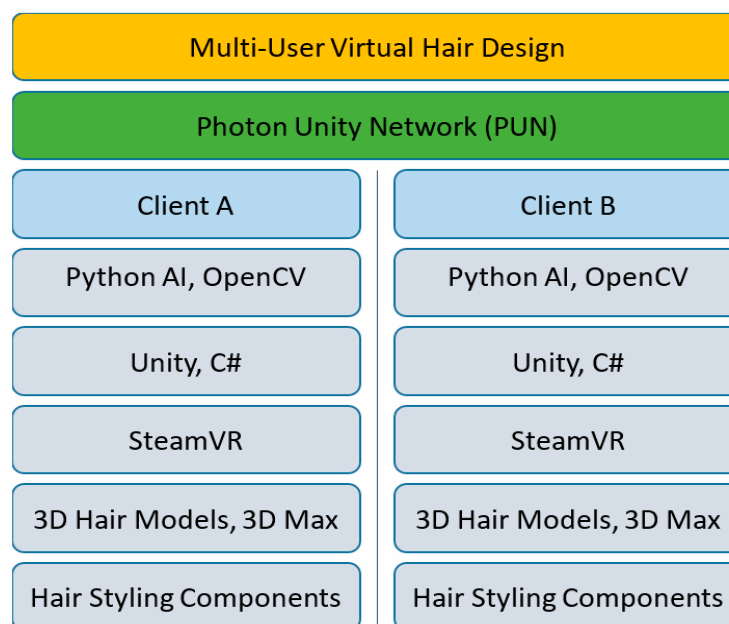 Multi-User Virtual Hair Design
Photon Unity Network (PUN)
Client A
Client B
Python AI, OpenCV
Python AI, OpenCV
Unity, C#
Unity, C#
SteamVR
SteamVR
3D Hair Models, 3D Max
3D Hair Models, 3D Max
Hair Styling Components
Hair Styling Components